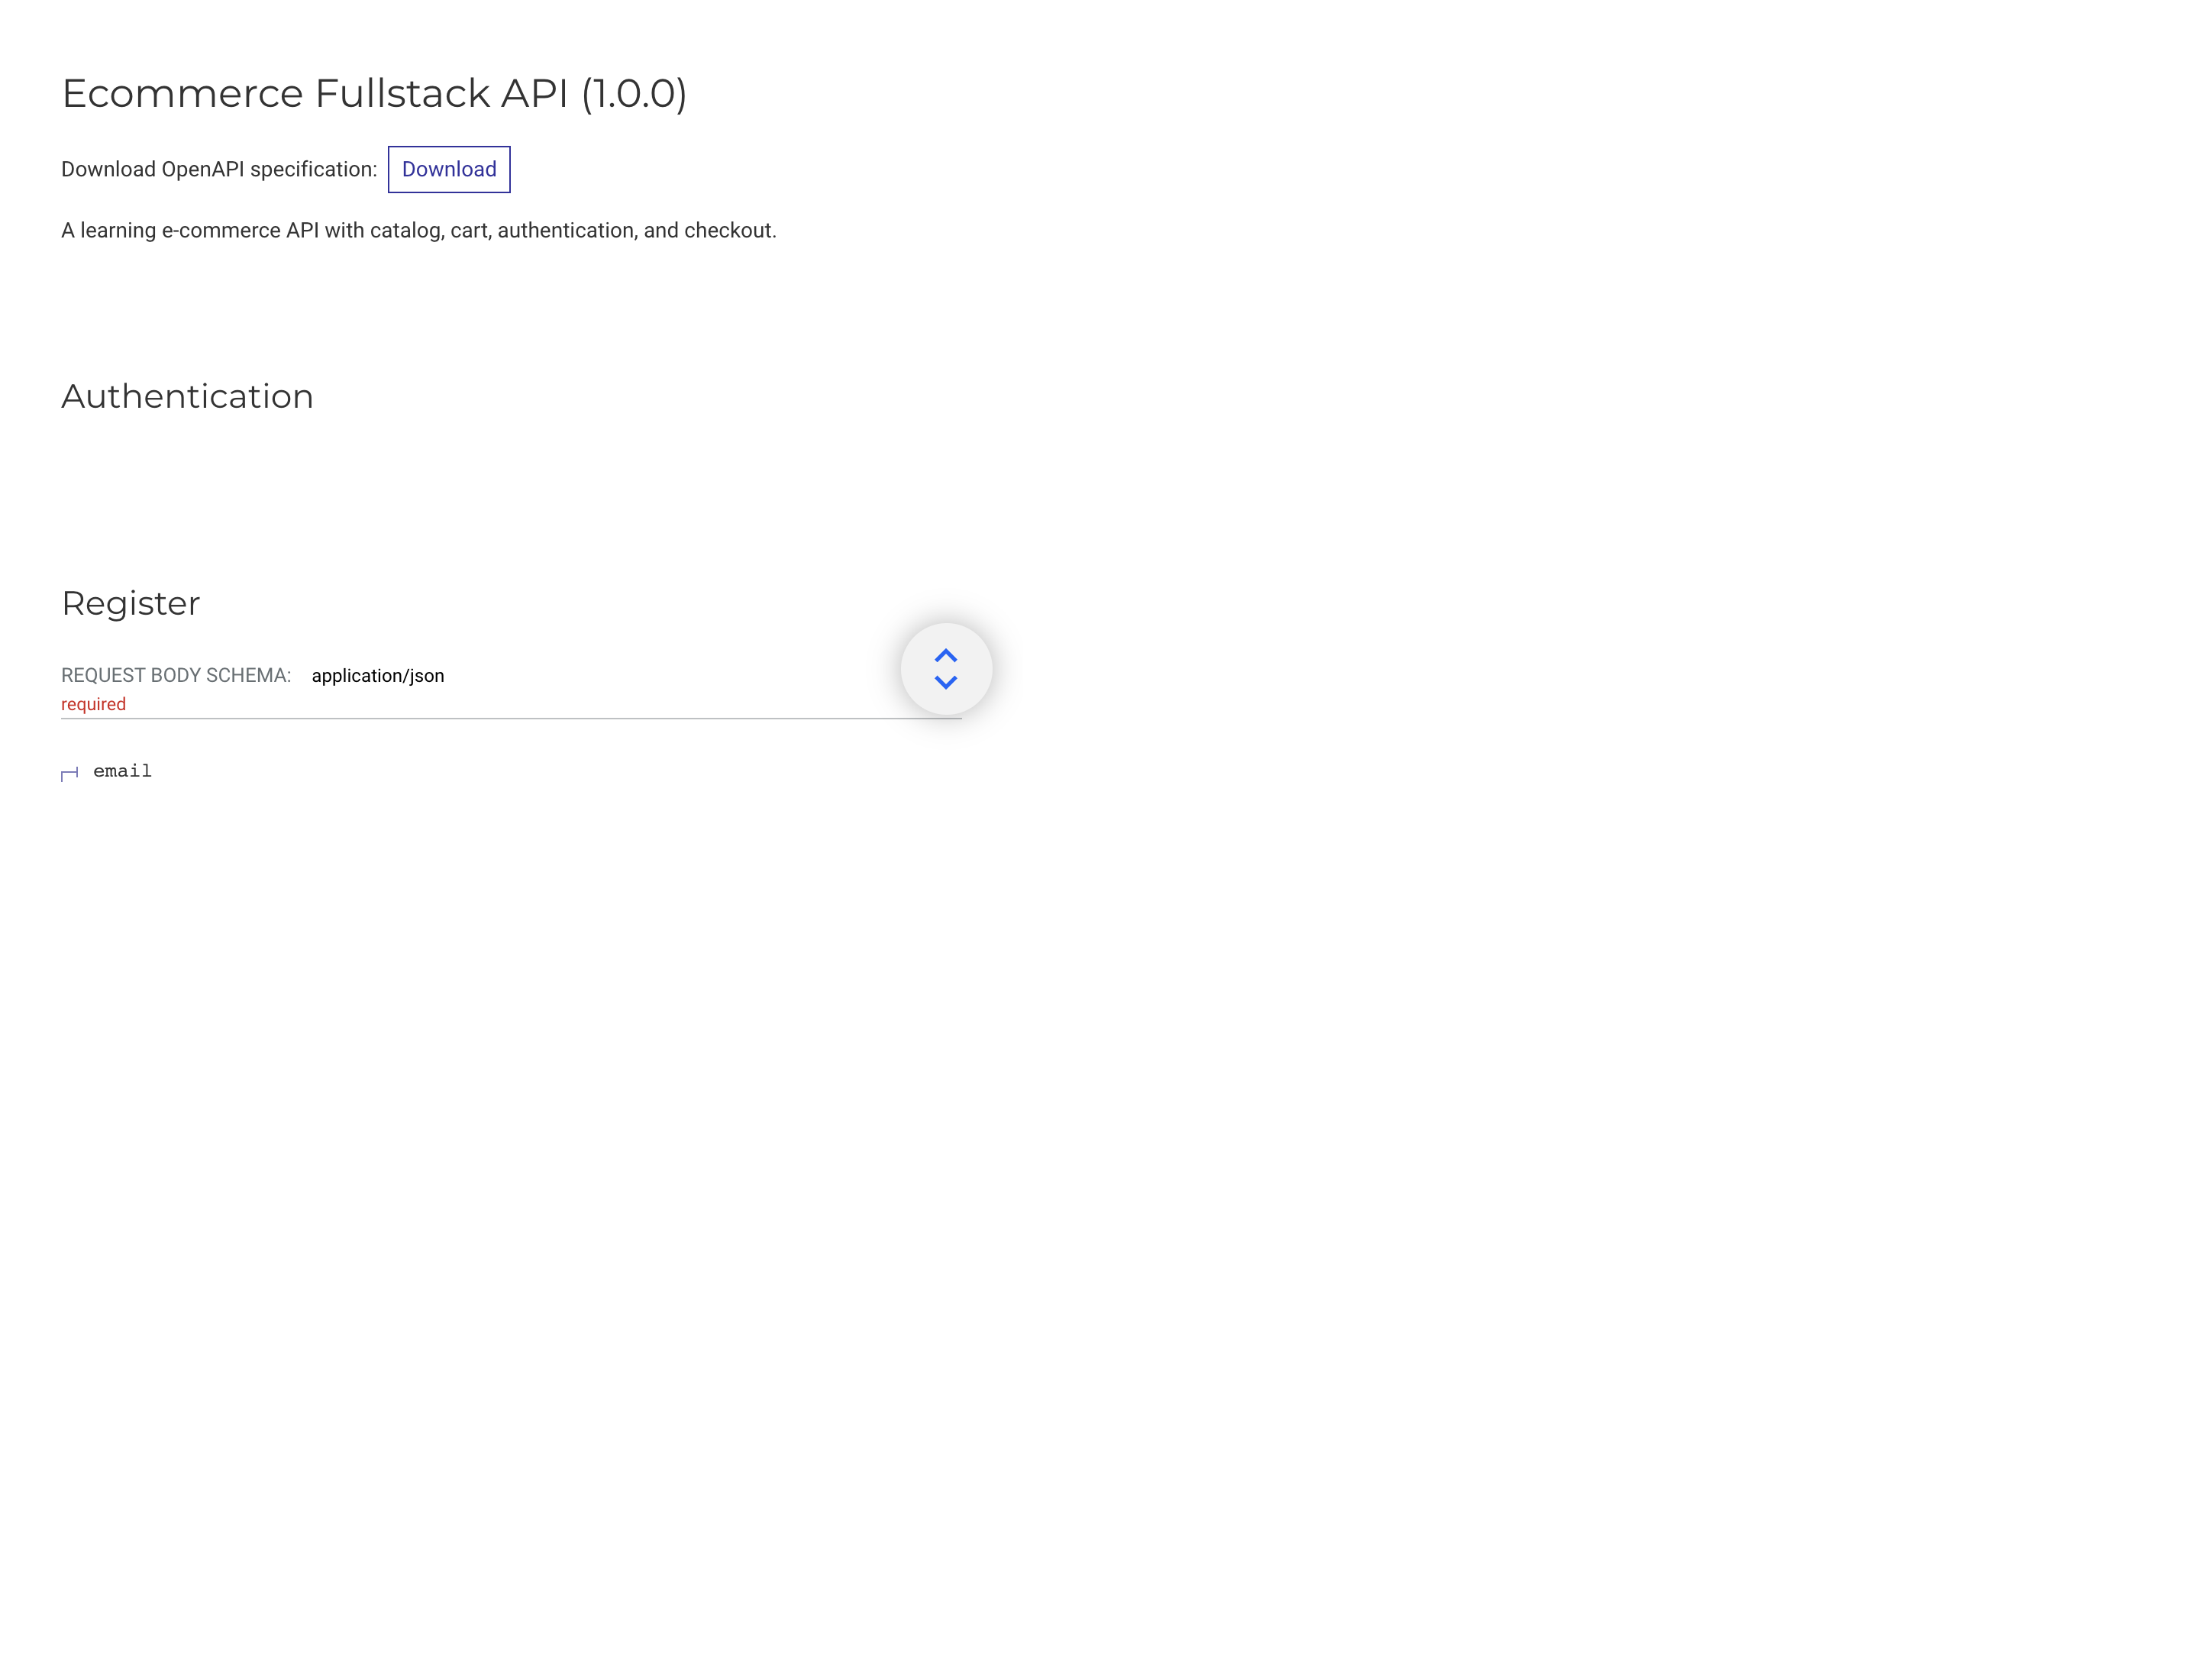 Ecommerce Fullstack API (1.0.0)
Download OpenAPI specification: Download
A learning e-commerce API with catalog, cart, authentication, and checkout.
Authentication
Register
REQUEST BODY SCHEMA: application/json
required
email